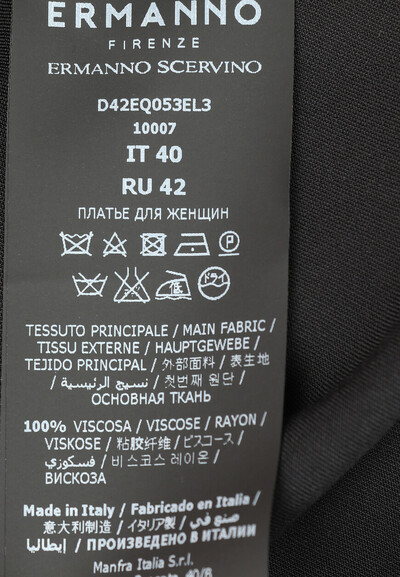 ERMANNO
FIRENZE
ERMANNO SCERVINO
D42EQ053EL3
10007
IT 40
RU 42
ПЛАТЬЕ ДЛЯ ЖЕНЩИН
P
ドライ
TESSUTO PRINCIPALE / MAIN FABRIC /
TISSU EXTERNE / HAUPTGEWEBE /
TEJIDO PRINCIPAL / 外部面料 / 表生地
/ 첫번째 원단 / نسيج الرئيسية /
ОСНОВНАЯ ТКАНЬ
100% VISCOSA / VISCOSE / RAYON /
VISKOSE / 粘胶纤维 / ビスコース /
فسكوزي / 비스코스 레이온 /
ВИСКОЗА
Made in Italy / Fabricado en Italia /
意大利制造 / イタリア製 / صنع في
إيطاليا / ПРОИЗВЕДЕНО В ИТАЛИИ
Manfra Italia S.r.l.
40/B